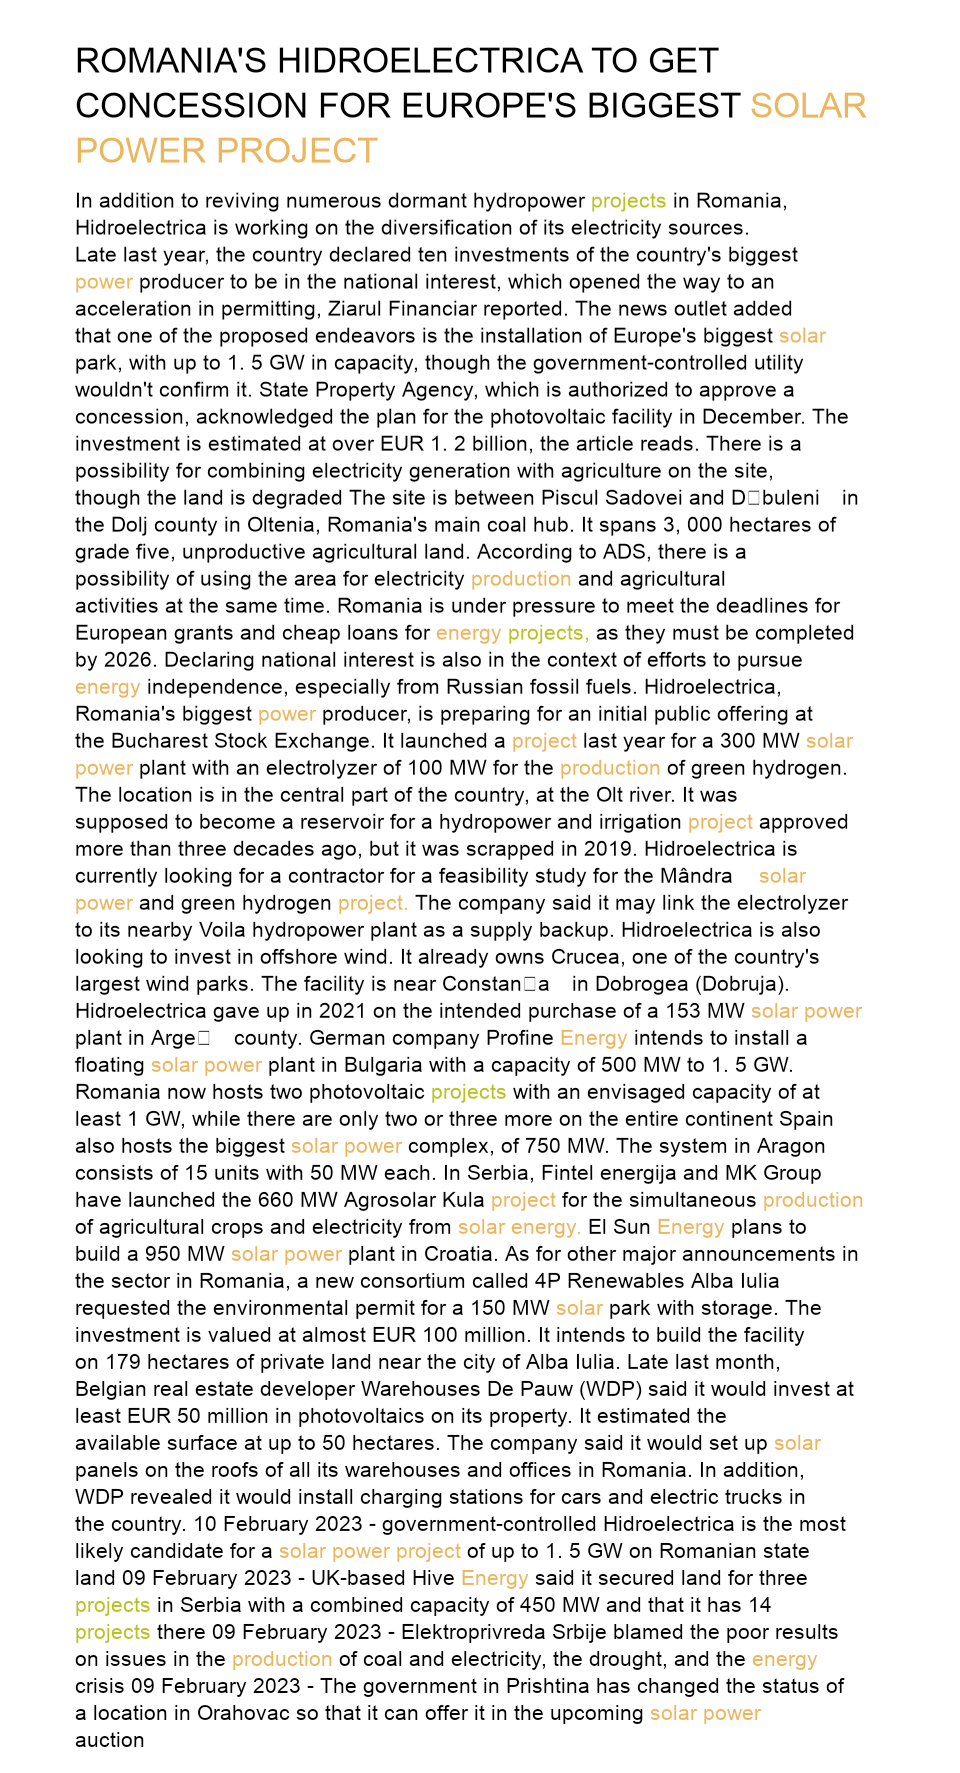 ROMANIA'S HIDROELECTRICA TO GET
CONCESSION FOR EUROPE'S BIGGEST SOLAR
POWER PROJECT
In addition to reviving numerous dormant hydropower projects in Romania,
Hidroelectrica is working on the diversification of its electricity sources.
Late last year, the country declared ten investments of the country's biggest
power producer to be in the national interest, which opened the way to an
acceleration in permitting, Ziarul Financiar reported. The news outlet added
that one of the proposed endeavors is the installation of Europe's biggest solar
park, with up to 1. 5 GW in capacity, though the government-controlled utility
wouldn't confirm it. State Property Agency, which is authorized to approve a
concession, acknowledged the plan for the photovoltaic facility in December. The
investment is estimated at over EUR 1. 2 billion, the article reads. There is a
possibility for combining electricity generation with agriculture on the site,
though the land is degraded The site is between Piscul Sadovei and D□buleni in
the Dolj county in Oltenia, Romania's main coal hub. It spans 3, 000 hectares of
grade five, unproductive agricultural land. According to ADS, there is a
possibility of using the area for electricity production and agricultural
activities at the same time. Romania is under pressure to meet the deadlines for
European grants and cheap loans for energy projects, as they must be completed
by 2026. Declaring national interest is also in the context of efforts to pursue
energy independence, especially from Russian fossil fuels. Hidroelectrica,
Romania's biggest power producer, is preparing for an initial public offering at
the Bucharest Stock Exchange. It launched a project last year for a 300 MW solar
power plant with an electrolyzer of 100 MW for the production of green hydrogen.
The location is in the central part of the country, at the Olt river. It was
supposed to become a reservoir for a hydropower and irrigation project approved
more than three decades ago, but it was scrapped in 2019. Hidroelectrica is
currently looking for a contractor for a feasibility study for the Mândra solar
power and green hydrogen project. The company said it may link the electrolyzer
to its nearby Voila hydropower plant as a supply backup. Hidroelectrica is also
looking to invest in offshore wind. It already owns Crucea, one of the country's
largest wind parks. The facility is near Constan□a in Dobrogea (Dobruja).
Hidroelectrica gave up in 2021 on the intended purchase of a 153 MW solar power
plant in Arge□ county. German company Profine Energy intends to install a
floating solar power plant in Bulgaria with a capacity of 500 MW to 1. 5 GW.
Romania now hosts two photovoltaic projects with an envisaged capacity of at
least 1 GW, while there are only two or three more on the entire continent Spain
also hosts the biggest solar power complex, of 750 MW. The system in Aragon
consists of 15 units with 50 MW each. In Serbia, Fintel energija and MK Group
have launched the 660 MW Agrosolar Kula project for the simultaneous production
of agricultural crops and electricity from solar energy. El Sun Energy plans to
build a 950 MW solar power plant in Croatia. As for other major announcements in
the sector in Romania, a new consortium called 4P Renewables Alba Iulia
requested the environmental permit for a 150 MW solar park with storage. The
investment is valued at almost EUR 100 million. It intends to build the facility
on 179 hectares of private land near the city of Alba Iulia. Late last month,
Belgian real estate developer Warehouses De Pauw (WDP) said it would invest at
least EUR 50 million in photovoltaics on its property. It estimated the
available surface at up to 50 hectares. The company said it would set up solar
panels on the roofs of all its warehouses and offices in Romania. In addition,
WDP revealed it would install charging stations for cars and electric trucks in
the country. 10 February 2023 - government-controlled Hidroelectrica is the most
likely candidate for a solar power project of up to 1. 5 GW on Romanian state
land 09 February 2023 - UK-based Hive Energy said it secured land for three
projects in Serbia with a combined capacity of 450 MW and that it has 14
projects there 09 February 2023 - Elektroprivreda Srbije blamed the poor results
on issues in the production of coal and electricity, the drought, and the energy
crisis 09 February 2023 - The government in Prishtina has changed the status of
a location in Orahovac so that it can offer it in the upcoming solar power
auction